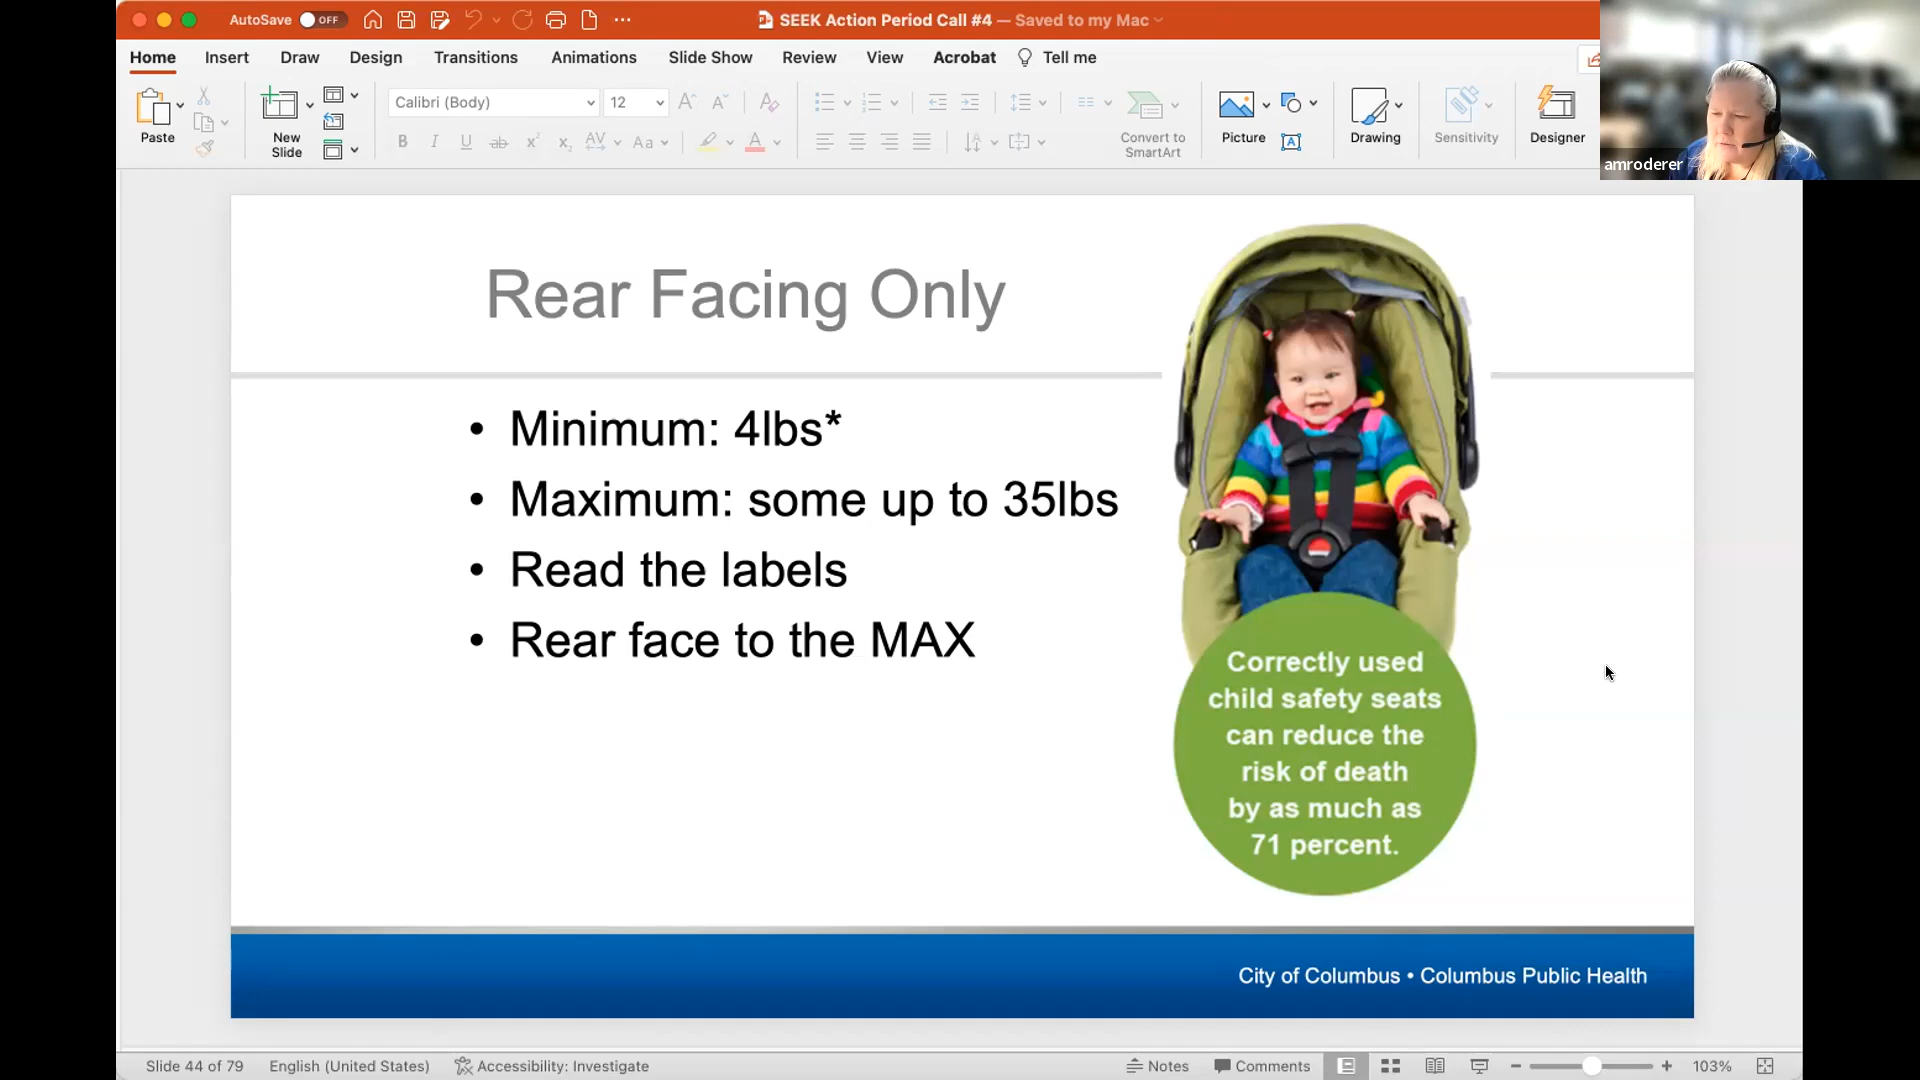 AutoSave OFF
SEEK Action Period Call #4 — Saved to my Mac
Home Insert Draw Design Transitions Animations Slide Show Review View Acrobat Tell me
Paste
New
Slide
Calibri (Body) 12
Convert to
SmartArt
Picture
Drawing
Sensitivity
Designer
amroderer
Rear Facing Only
• Minimum: 4lbs*
• Maximum: some up to 35lbs
• Read the labels
• Rear face to the MAX
Correctly used
child safety seats
can reduce the
risk of death
by as much as
71 percent.
City of Columbus • Columbus Public Health
Slide 44 of 79 English (United States) Accessibility: Investigate Notes Comments 103%